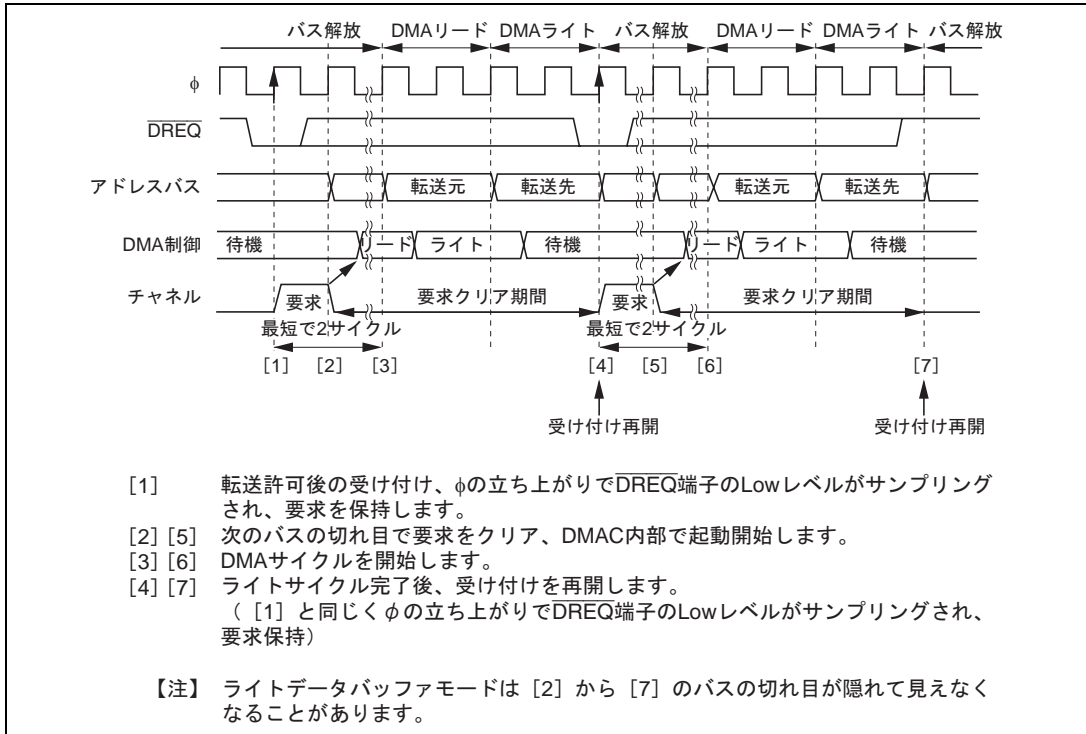 バス解放 DMAリード DMAライト バス解放 DMAリード DMAライト バス解放
φ
DREQ
アドレスバス 転送元 転送先 転送元 転送先
DMA制御 待機 リード ライト 待機 リード ライト 待機
チャネル 要求 要求クリア期間 要求 要求クリア期間
最短で2サイクル 最短で2サイクル
[1] [2] [3] [4] [5] [6] [7]
受け付け再開 受け付け再開
[1] 転送許可後の受け付け、φの立ち上がりでDREQ端子のLowレベルがサンプリング
され、要求を保持します。
[2] [5] 次のバスの切れ目で要求をクリア、DMAC内部で起動開始します。
[3] [6] DMAサイクルを開始します。
[4] [7] ライトサイクル完了後、受け付けを再開します。
([1]と同じくφの立ち上がりでDREQ端子のLowレベルがサンプリングされ、
要求保持)
【注】 ライトデータバッファモードは[2]から[7]のバスの切れ目が隠れて見えなく
なることがあります。